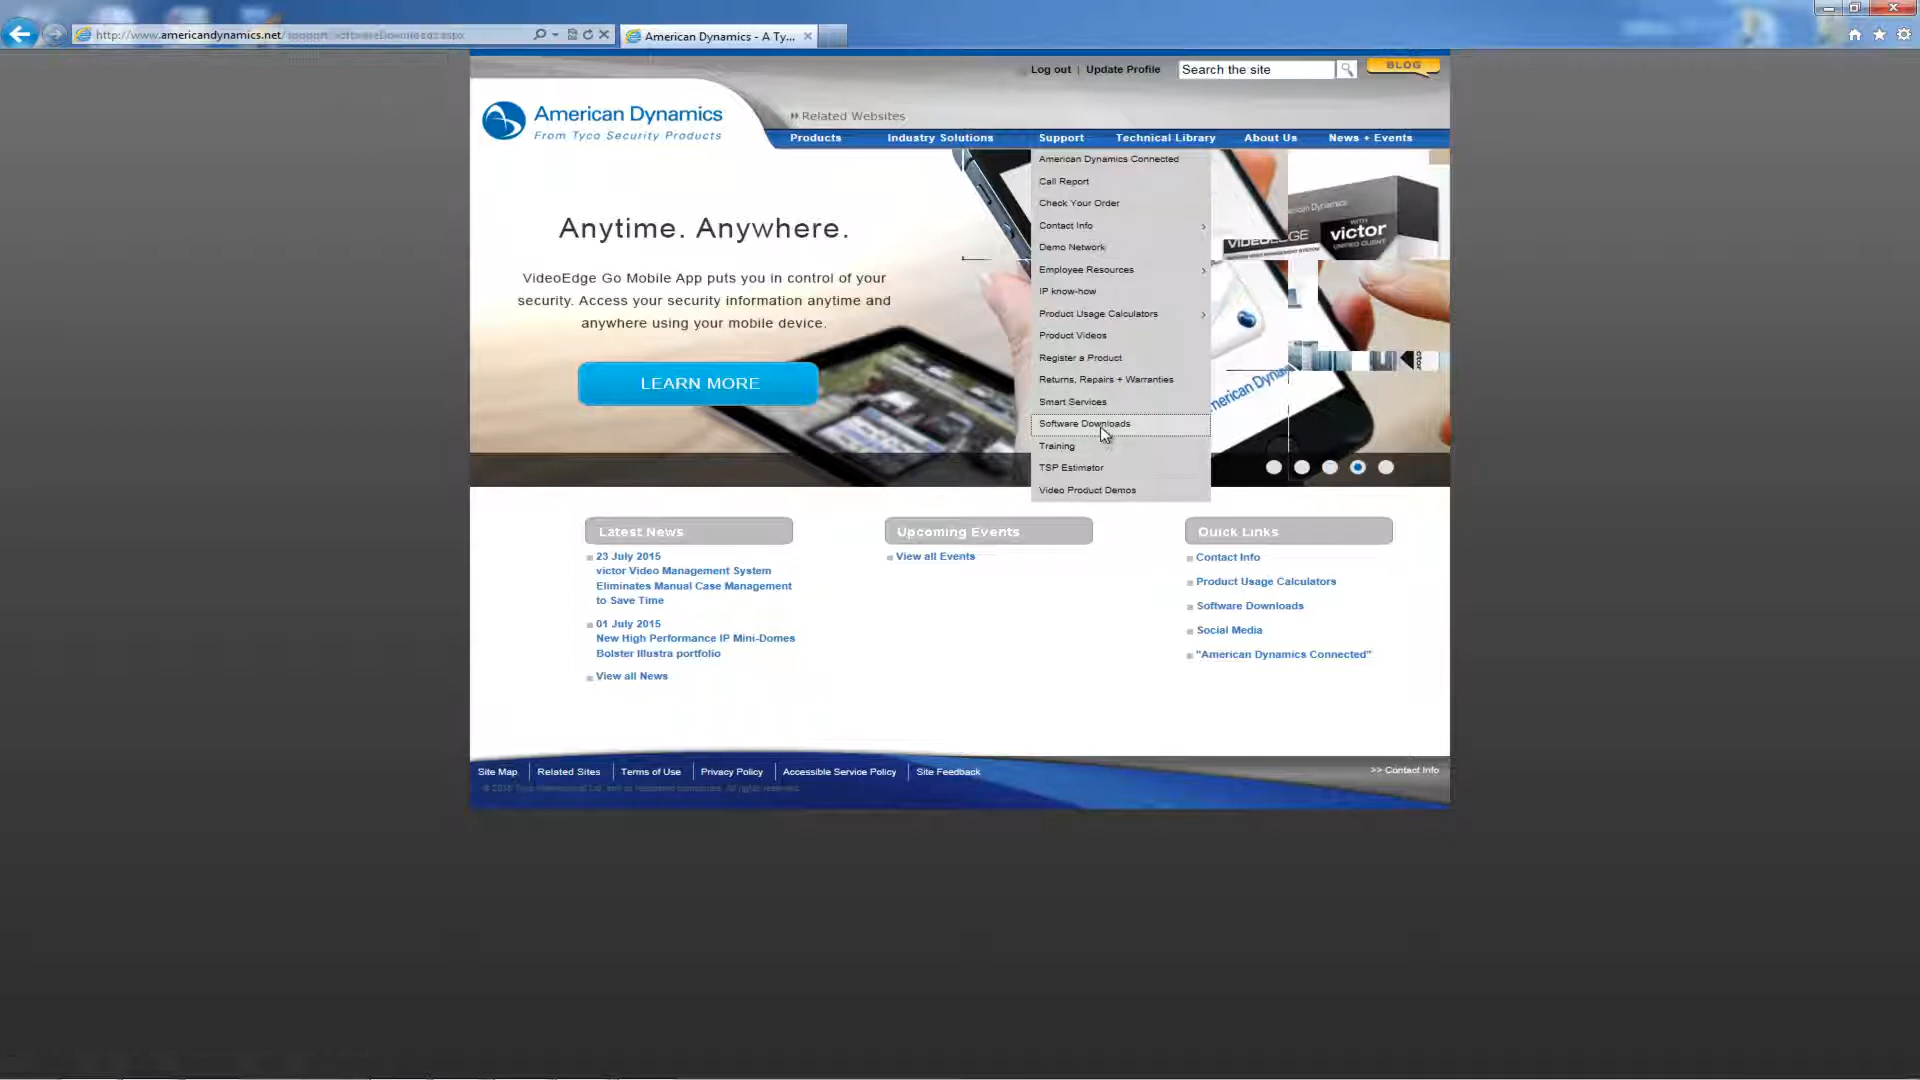 http://www.americandynamics.net/
American Dynamics - A Ty...
Log out | Update Profile
Search the site
BLOG
American Dynamics
From Tyco Security Products
Related Websites
Products
Industry Solutions
Support
Technical Library
About Us
News + Events
American Dynamics Connected
Call Report
Check Your Order
Contact Info
Demo Network
Employee Resources
IP know-how
Product Usage Calculators
Product Videos
Register a Product
Returns, Repairs + Warranties
Smart Services
Software Downloads
Training
TSP Estimator
Video Product Demos
Anytime. Anywhere.
VideoEdge Go Mobile App puts you in control of your
security. Access your security information anytime and
anywhere using your mobile device.
LEARN MORE
American Dynamics
WITH
victor
UNIFIED CLIENT
Latest News
23 July 2015
victor Video Management System
Eliminates Manual Case Management
to Save Time
01 July 2015
New High Performance IP Mini-Domes
Bolster Illustra portfolio
View all News
Upcoming Events
View all Events
Quick Links
Contact Info
Product Usage Calculators
Software Downloads
Social Media
"American Dynamics Connected"
Site Map
Related Sites
Terms of Use
Privacy Policy
Accessible Service Policy
Site Feedback
>> Contact Info